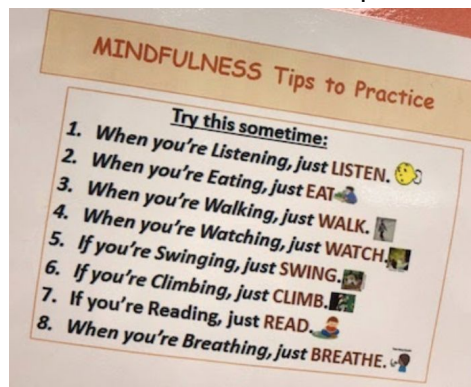 MINDFULNESS Tips to Practice
Try this sometime:
1. When you're Listening, just LISTEN.
2. When you're Eating, just EAT
3. When you're Walking, just WALK.
4. When you're Watching, just WATCH.
5. If you're Swinging, just SWING.
6. If you're Climbing, just CLIMB.
7. If you're Reading, just READ.
8. When you're Breathing, just BREATHE.